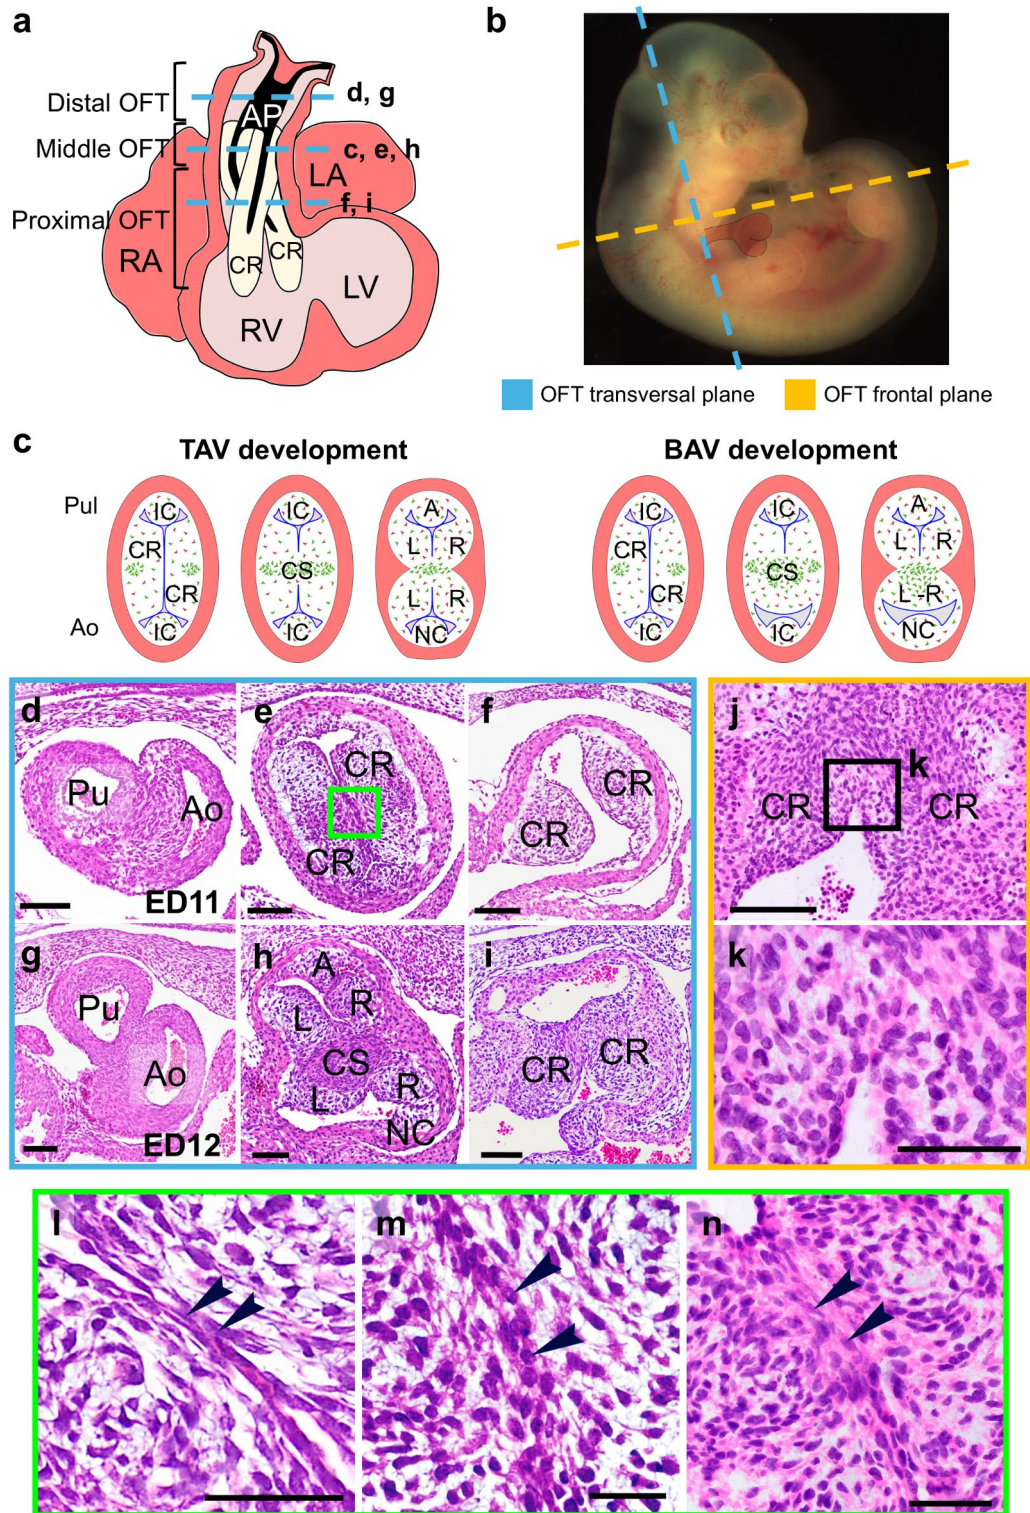 a
Distal OFT
Middle OFT
Proximal OFT
AP
d, g
c, e, h
LA
f, i
RA
CR
CR
LV
RV
b
OFT transversal plane
OFT frontal plane
c
TAV development
BAV development
Pul
Ao
IC
CR
CR
IC
IC
CS
IC
A
L R
L R
NC
IC
CR
CR
IC
IC
CS
IC
A
L R
L -R
NC
d
Pu
Ao
ED11
e
CR
CR
f
CR
CR
g
Pu
Ao
ED12
h
A
R
L
CS
L
R
NC
i
CR
CR
j
k
CR
CR
k
l
m
n